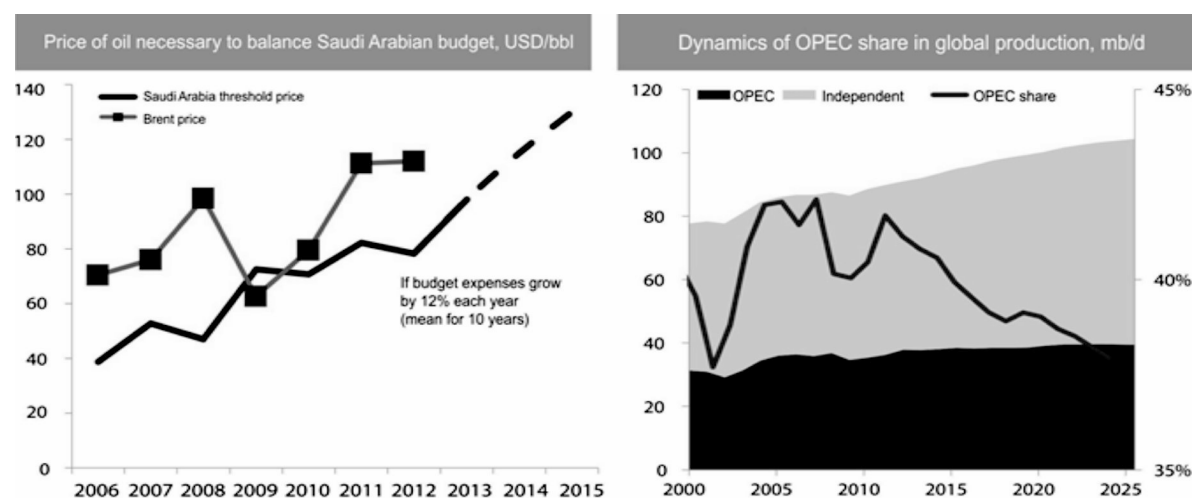 Price of oil necessary to balance Saudi Arabian budget, USD/bbl
140
120
100
80
60
40
20
0
Saudi Arabia threshold price
Brent price
If budget expenses grow
by 12% each year
(mean for 10 years)
2006 2007 2008 2009 2010 2011 2012 2013 2014 2015
Dynamics of OPEC share in global production, mb/d
120
100
80
60
40
20
0
OPEC Independent OPEC share
45%
40%
35%
2000 2005 2010 2015 2020 2025